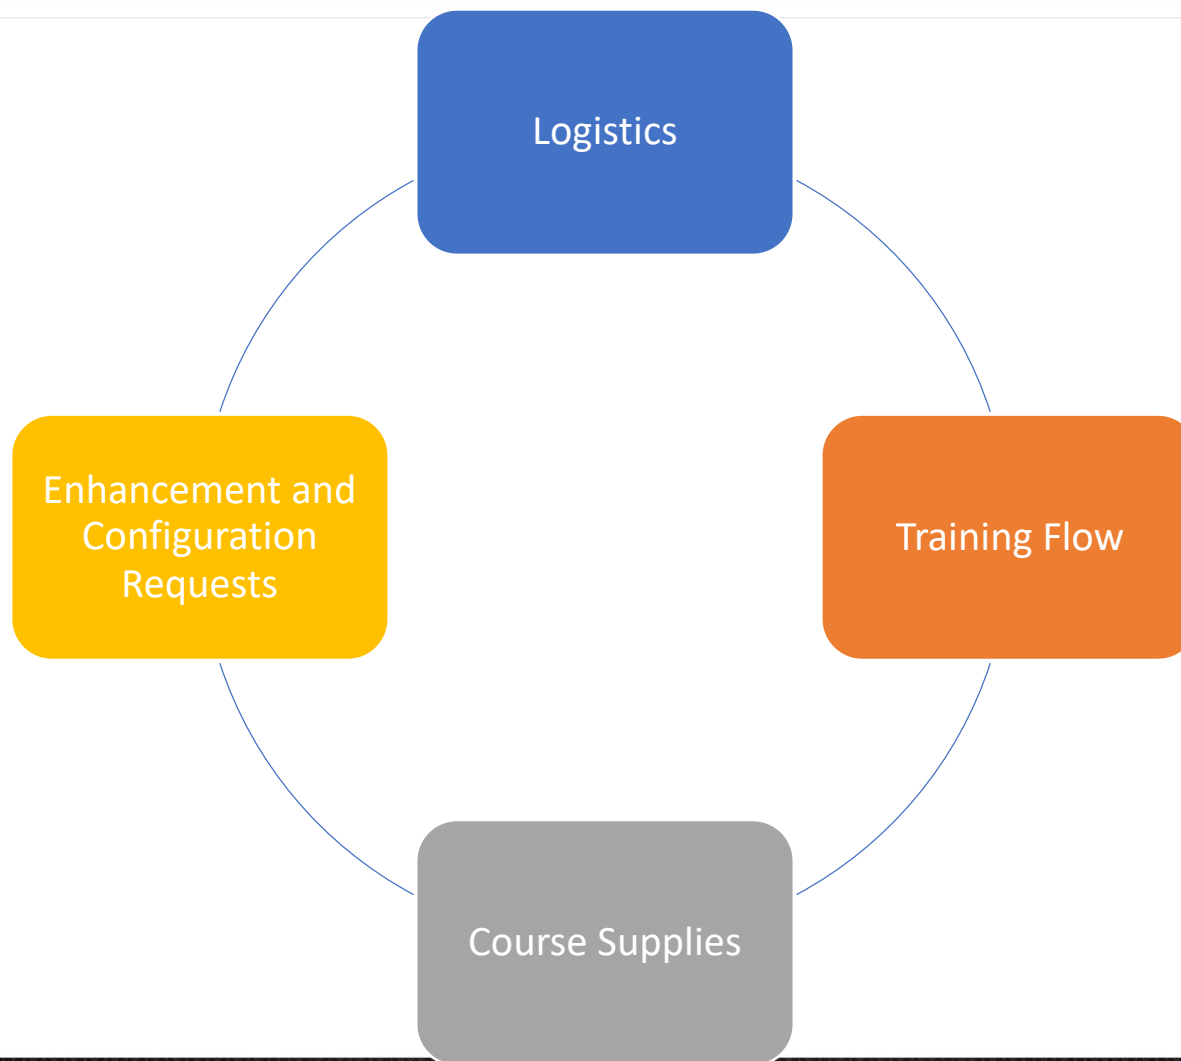 Logistics
Enhancement and
Configuration
Requests
Training Flow
Course Supplies